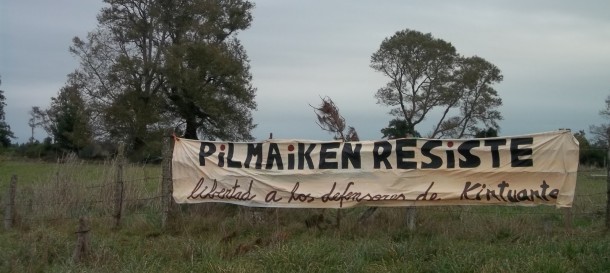 PiLMAiKEN RESiSTE
libertad a los defensores de Kintuante